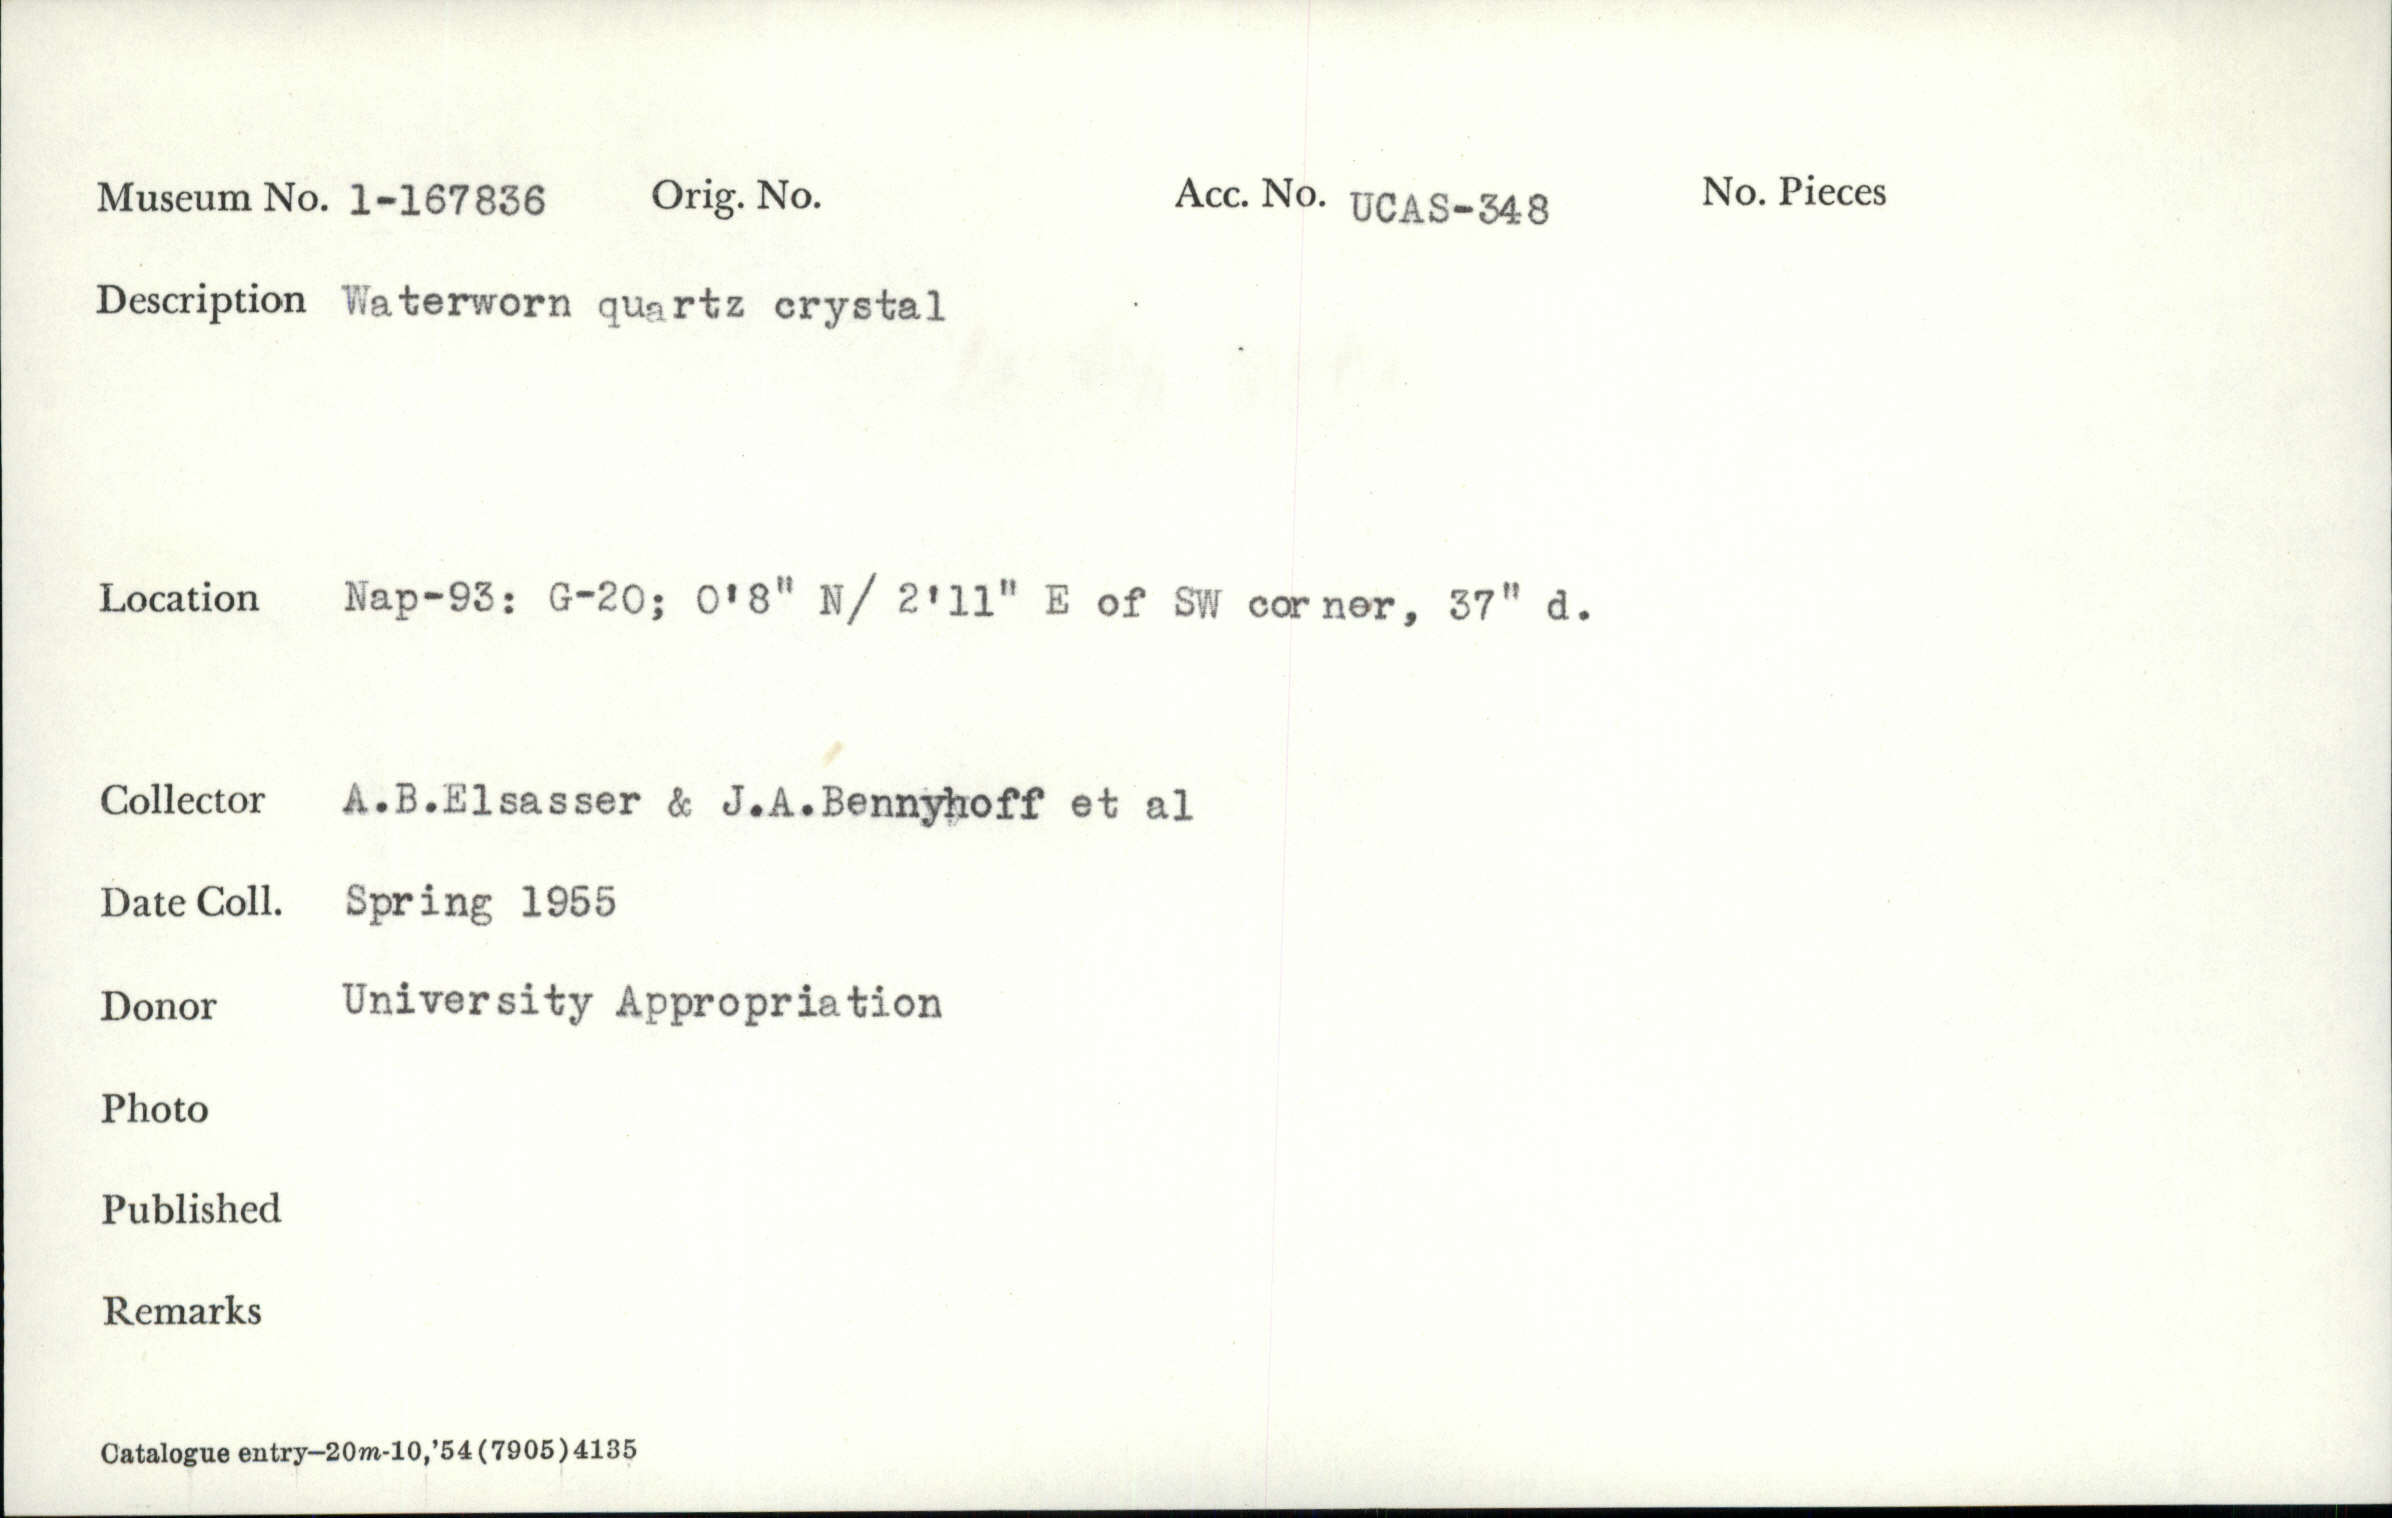 Museum No. 1-167836 Orig. No. Acc. No. UCAS-348 No. Pieces
Description Waterworn quartz crystal
Location Nap-93: G-20; 0'8" N/ 2'11" E of SW corner, 37" d.
Collector A.B.Elsasser & J.A.Bennyhoff et al
Date Coll. Spring 1955
Donor University Appropriation
Photo
Published
Remarks
Catalogue entry—20m-10,'54(7905)4135